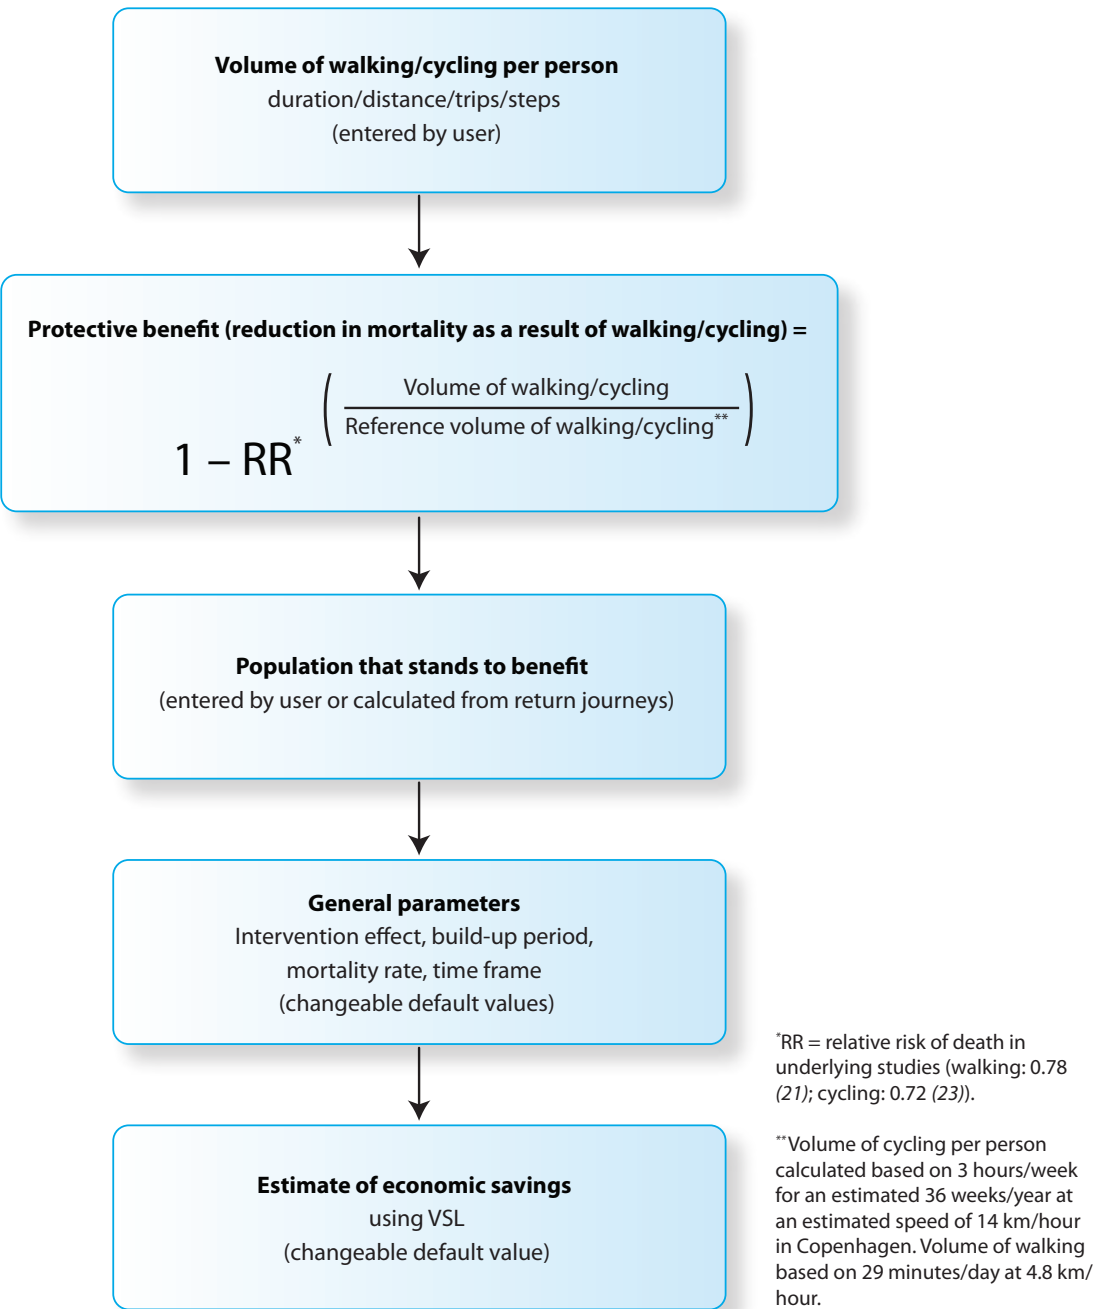 Volume of walking/cycling per person
duration/distance/trips/steps
(entered by user)
Protective benefit (reduction in mortality as a result of walking/cycling) =
Volume of walking/cycling
Reference volume of walking/cycling**
1 – RR*
Population that stands to benefit
(entered by user or calculated from return journeys)
General parameters
Intervention effect, build-up period,
mortality rate, time frame
(changeable default values)
Estimate of economic savings
using VSL
(changeable default value)
*RR = relative risk of death in
underlying studies (walking: 0.78
(21); cycling: 0.72 (23)).
**Volume of cycling per person
calculated based on 3 hours/week
for an estimated 36 weeks/year at
an estimated speed of 14 km/hour
in Copenhagen. Volume of walking
based on 29 minutes/day at 4.8 km/
hour.